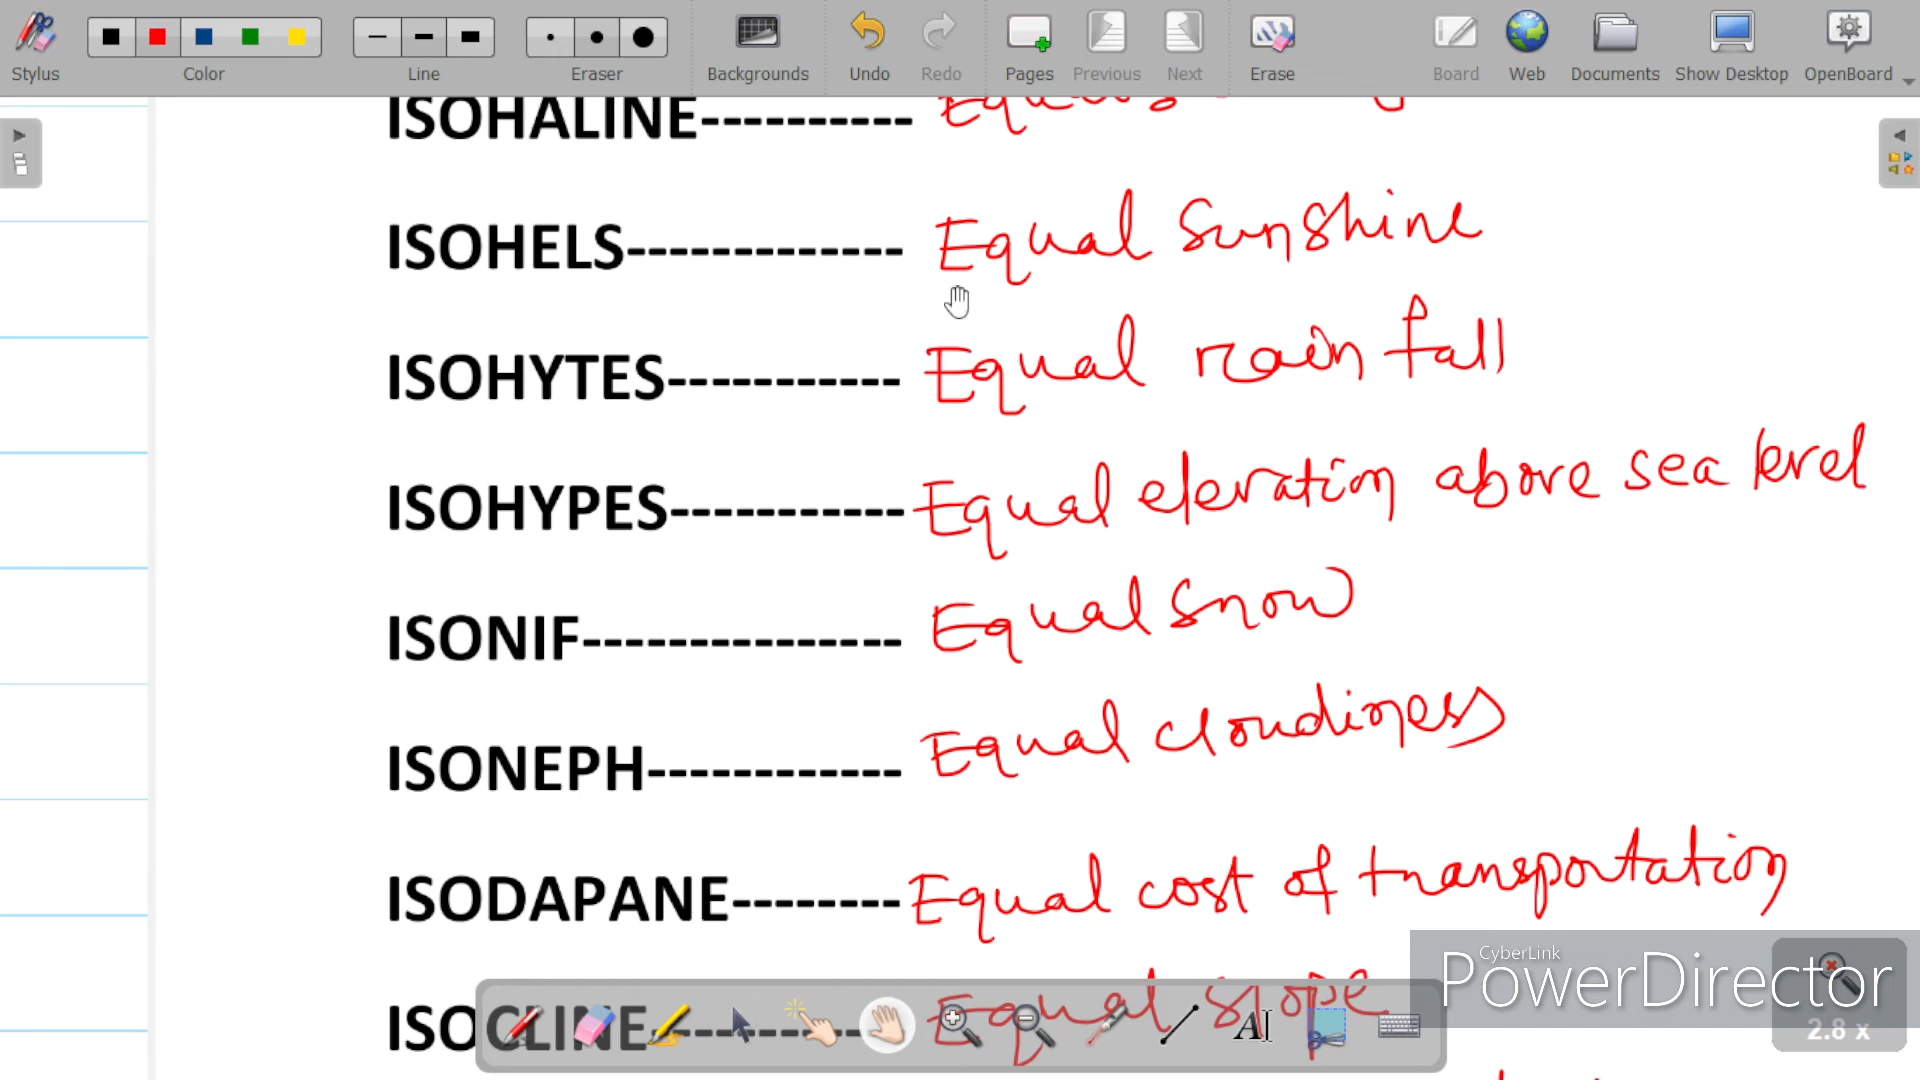 Stylus Color Line Eraser Backgrounds Undo Redo Pages Previous Next Erase Board Web Documents Show Desktop OpenBoard
ISOHALINE----------
ISOHELS------------- Equal Sunshine
ISOHYTES----------- Equal rain fall
ISOHYPES----------- Equal elevation above sea level
ISONIF--------------- Equal Snow
ISONEPH------------ Equal cloudiness
ISODAPANE-------- Equal cost of transportation
ISOCLINE---------- Equal slope
CyberLink
PowerDirector
2.8 x